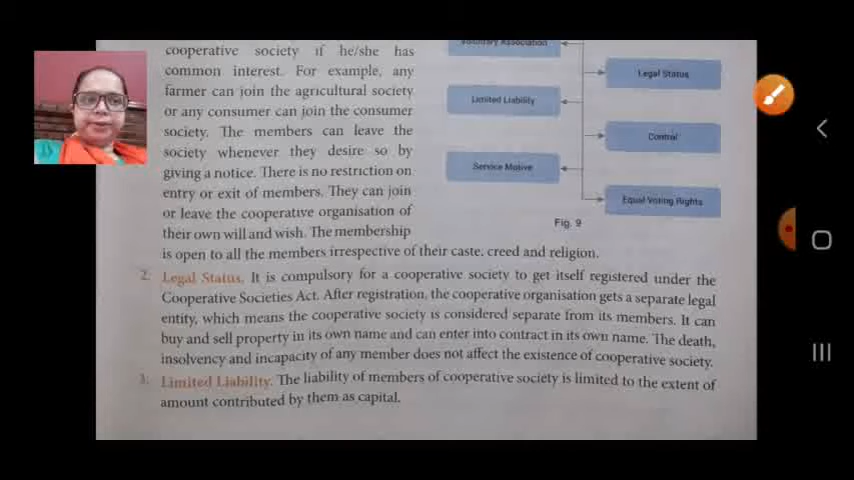 cooperative society if he/she has
common interest. For example, any
farmer can join the agricultural society
or any consumer can join the consumer
society. The members can leave the
society whenever they desire so by
giving a notice. There is no restriction on
entry or exit of members. They can join
or leave the cooperative organisation of
their own will and wish. The membership
is open to all the members irrespective of their caste, creed and religion.
Voluntary Association
Legal Status
Limited Liability
Control
Service Motive
Equal Voting Rights
Fig. 9
2. Legal Status. It is compulsory for a cooperative society to get itself registered under the
Cooperative Societies Act. After registration, the cooperative organisation gets a separate legal
entity, which means the cooperative society is considered separate from its members. It can
buy and sell property in its own name and can enter into contract in its own name. The death,
insolvency and incapacity of any member does not affect the existence of cooperative society.
3. Limited Liability. The liability of members of cooperative society is limited to the extent of
amount contributed by them as capital.